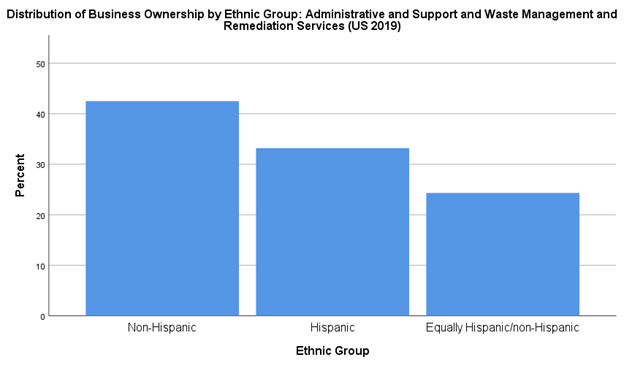 Distribution of Business Ownership by Ethnic Group: Administrative and Support and Waste Management and
Remediation Services (US 2019)
50
40
30
20
10
0
Percent
Non-Hispanic
Hispanic
Equally Hispanic/non-Hispanic
Ethnic Group